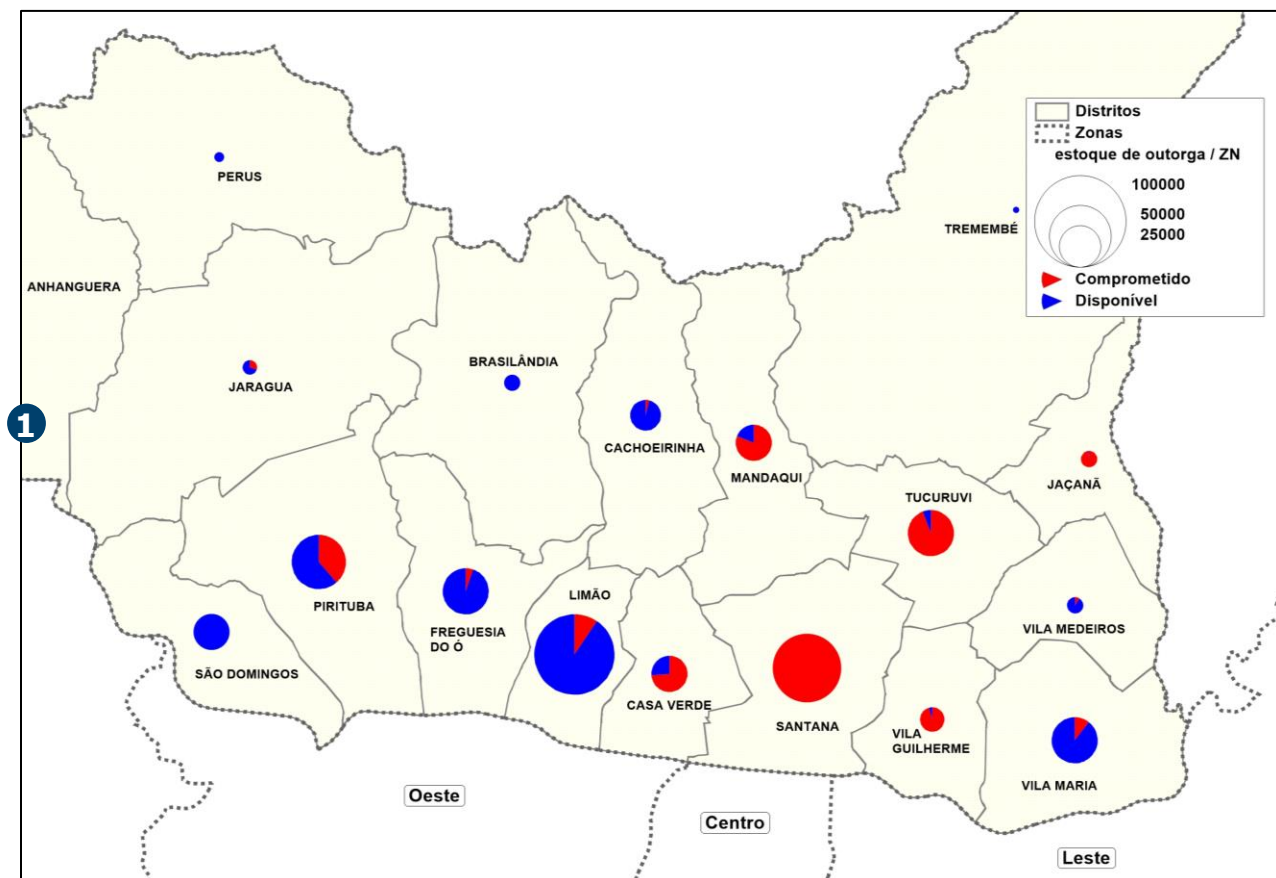 Distritos
Zonas
estoque de outorga / ZN
100000
50000
25000
Comprometido
Disponível
PERUS
TREMEMBÉ
ANHANGUERA
BRASILÂNDIA
JARAGUA
1
CACHOEIRINHA
MANDAQUI
JAÇANÃ
TUCURUVI
LIMÃO
PIRITUBA
FREGUESIA
DO Ó
VILA MEDEIROS
SÃO DOMINGOS
CASA VERDE
SANTANA
VILA
GUILHERME
VILA MARIA
Oeste
Centro
Leste